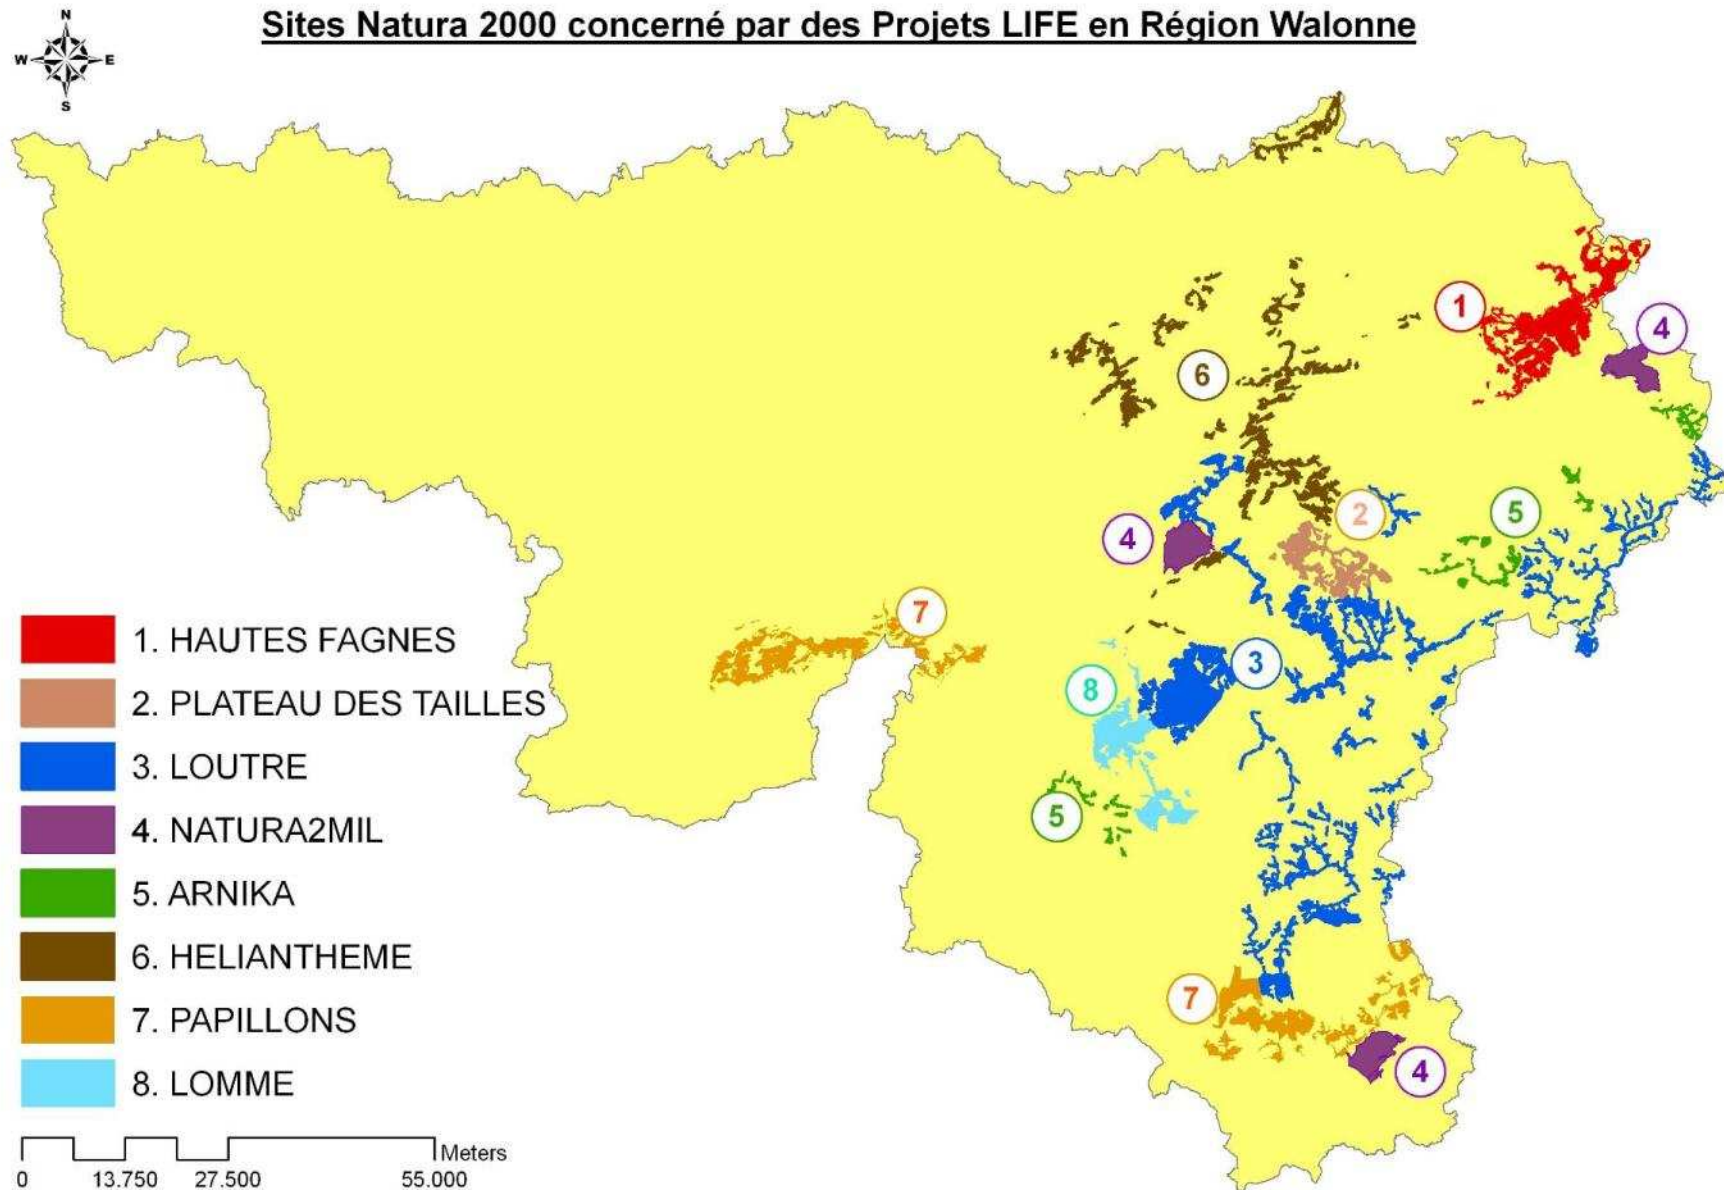 Sites Natura 2000 concerné par des Projets LIFE en Région Walonne
N
W E
S
1
4
6
2
5
4
7
3
8
5
7
4
1. HAUTES FAGNES
2. PLATEAU DES TAILLES
3. LOUTRE
4. NATURA2MIL
5. ARNIKA
6. HELIANTHEME
7. PAPILLONS
8. LOMME
Meters
0 13.750 27.500 55.000